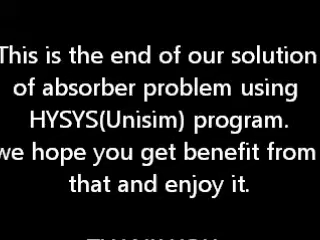 This is the end of our solution
of absorber problem using
HYSYS(Unisim) program.
we hope you get benefit from
that and enjoy it.